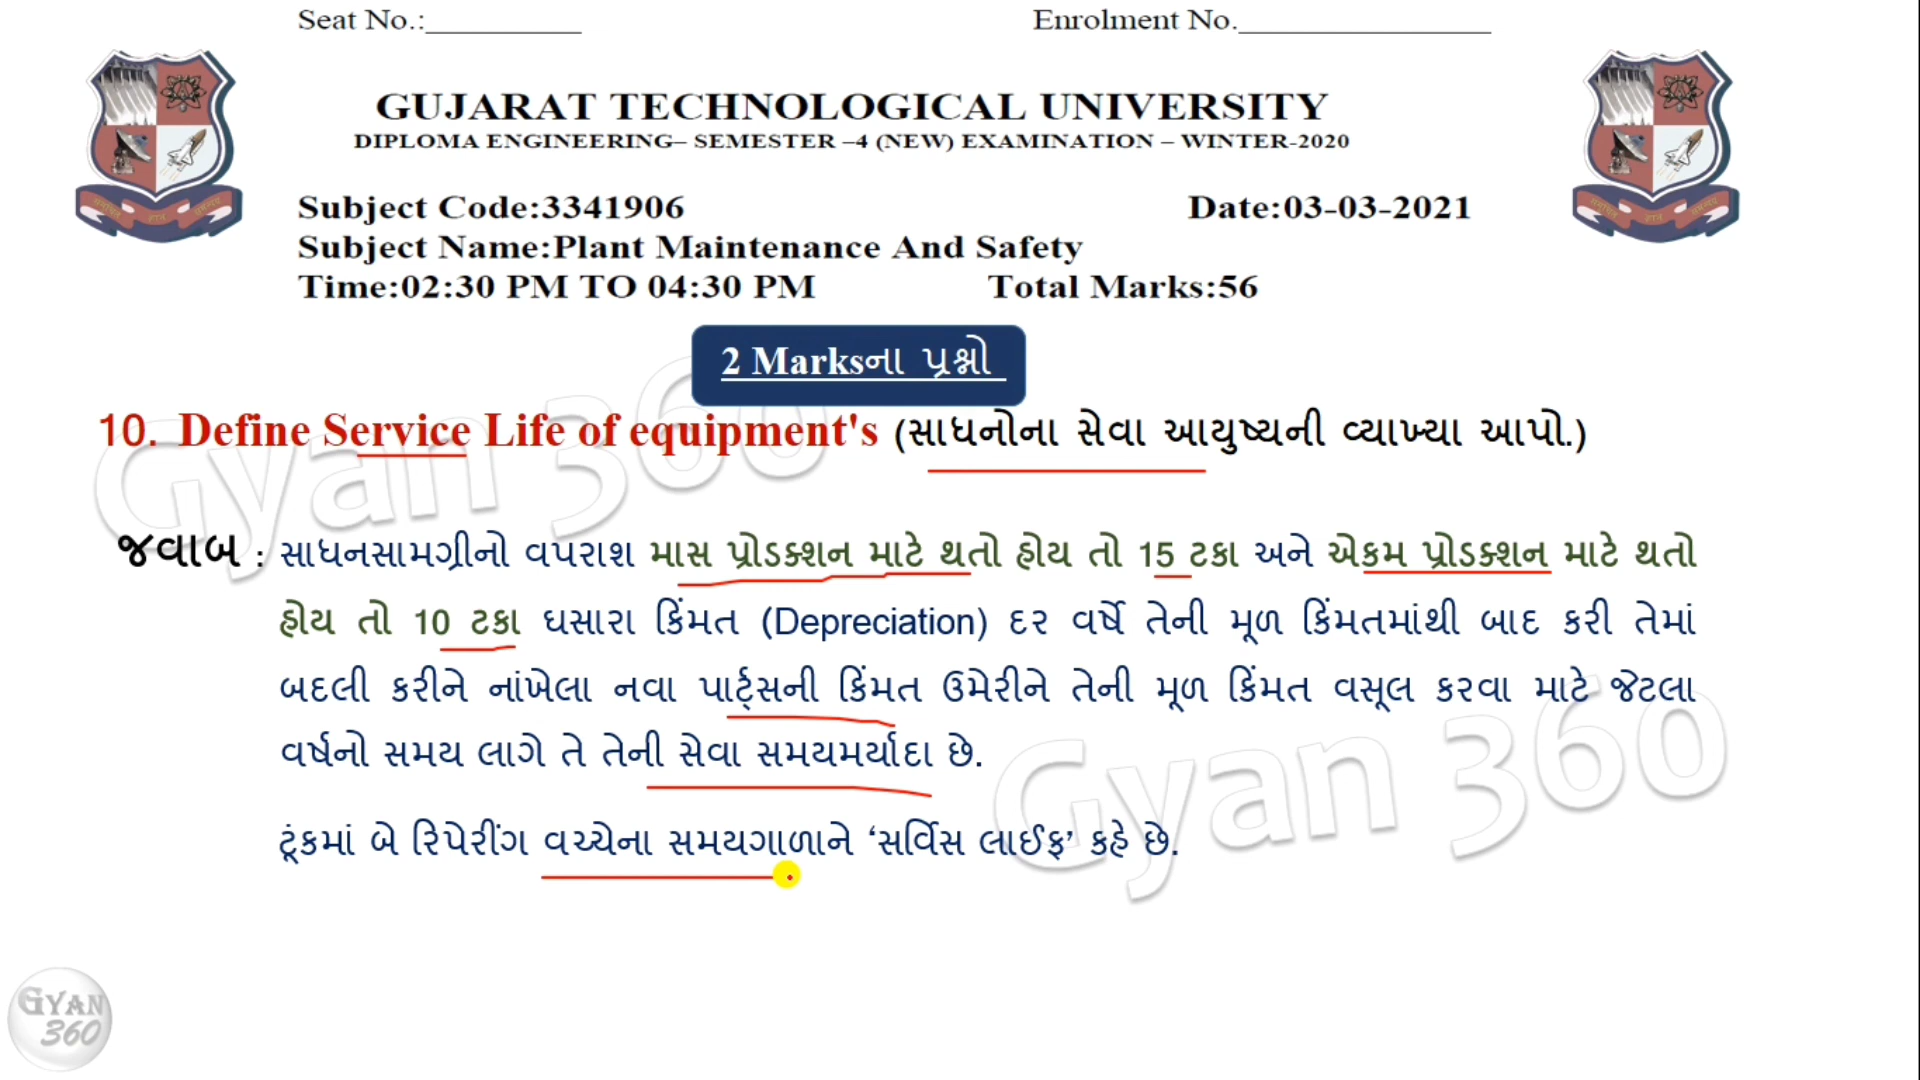 Seat No.:___________ Enrolment No.__________________
GUJARAT TECHNOLOGICAL UNIVERSITY
DIPLOMA ENGINEERING– SEMESTER –4 (NEW) EXAMINATION – WINTER-2020
Subject Code:3341906 Date:03-03-2021
Subject Name:Plant Maintenance And Safety
Time:02:30 PM TO 04:30 PM Total Marks:56
2 Marksના પ્રશ્નો
10. Define Service Life of equipment's (સાધનોના સેવા આયુષ્યની વ્યાખ્યા આપો.)
જવાબ : સાધનસામગ્રીનો વપરાશ માસ પ્રોડક્શન માટે થતો હોય તો 15 ટકા અને એકમ પ્રોડક્શન માટે થતો
હોય તો 10 ટકા ઘસારા કિંમત (Depreciation) દર વર્ષે તેની મૂળ કિંમતમાંથી બાદ કરી તેમાં
બદલી કરીને નાંખેલા નવા પાર્ટ્સની કિંમત ઉમેરીને તેની મૂળ કિંમત વસૂલ કરવા માટે જેટલા
વર્ષનો સમય લાગે તે તેની સેવા સમયમર્યાદા છે.
ટૂંકમાં બે રિપેરીંગ વચ્ચેના સમયગાળાને ‘સર્વિસ લાઈફ’ કહે છે.
Gyan 360
Gyan 360
GYAN
360